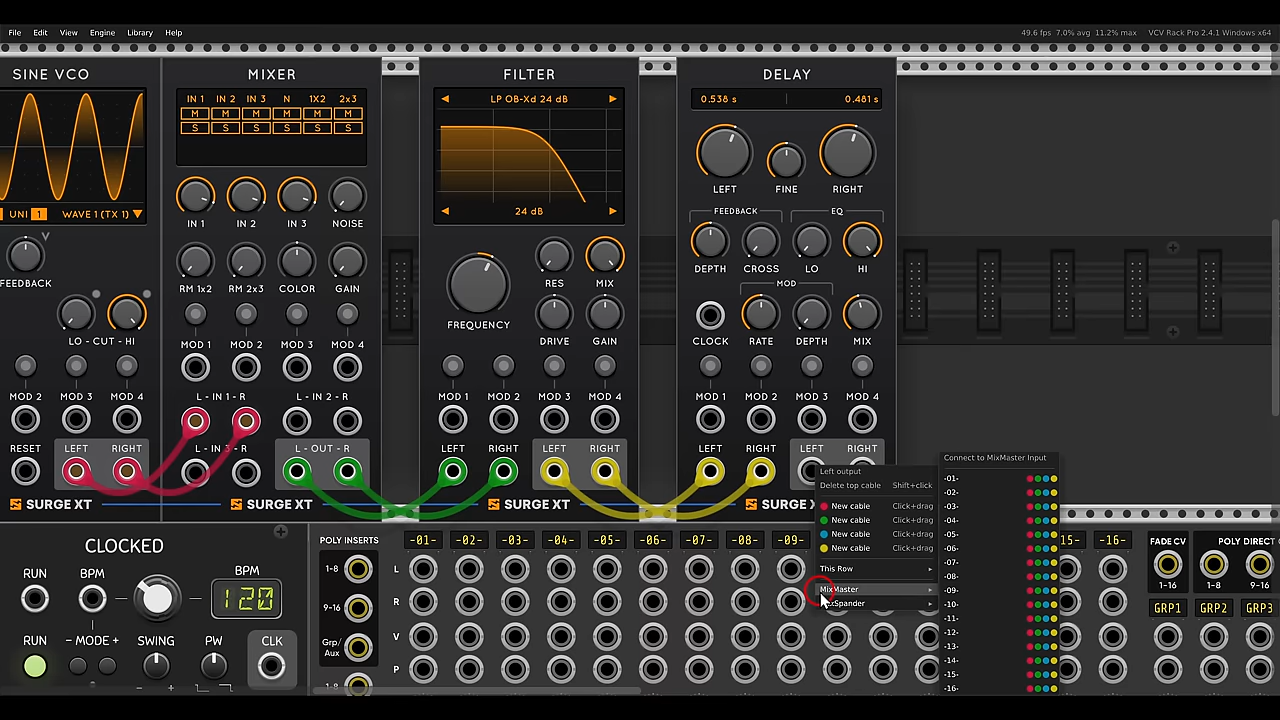 File Edit View Engine Library Help
49.6 fps 7.0% avg 11.2% max VCV Rack Pro 2.4.1 Windows x64
SINE VCO
UNI 1 WAVE 1 (TX 1)
V
FEEDBACK
LO - CUT - HI
MOD 2 MOD 3 MOD 4
RESET LEFT RIGHT
SURGE XT
MIXER
IN 1 IN 2 IN 3 N 1X2 2x3
M M M M M M
S S S S S S
IN 1 IN 2 IN 3 NOISE
RM 1x2 RM 2x3 COLOR GAIN
MOD 1 MOD 2 MOD 3 MOD 4
L - IN 1 - R L - IN 2 - R
L - IN 3 - R L - OUT - R
SURGE XT
FILTER
LP OB-Xd 24 dB
24 dB
RES MIX
FREQUENCY
DRIVE GAIN
MOD 1 MOD 2 MOD 3 MOD 4
LEFT RIGHT LEFT RIGHT
SURGE XT
DELAY
0.538 s 0.481 s
LEFT FINE RIGHT
FEEDBACK EQ
DEPTH CROSS LO HI
MOD
CLOCK RATE DEPTH MIX
MOD 1 MOD 2 MOD 3 MOD 4
LEFT RIGHT
SURGE
Left output
Delete top cable Shift+click
New cable Click+drag
New cable Click+drag
New cable Click+drag
New cable Click+drag
This Row
MixMaster
Connect to MixMaster Input
-01-
-02-
-03-
-04-
-05-
-06-
-07-
-08-
-09-
-10-
-11-
-12-
-13-
-14-
-15-
-16-
CLOCKED
RUN BPM BPM
120
RUN - MODE + SWING PW CLK
- +
POLY INSERTS
1-8
9-16
Grp/
Aux
1-8
-01- -02- -03- -04- -05- -06- -07- -08- -09-
15- -16-
L
R
V
P
FADE CV POLY DIRECT
1-16 1-8 9-16
GRP1 GRP2 GRP3